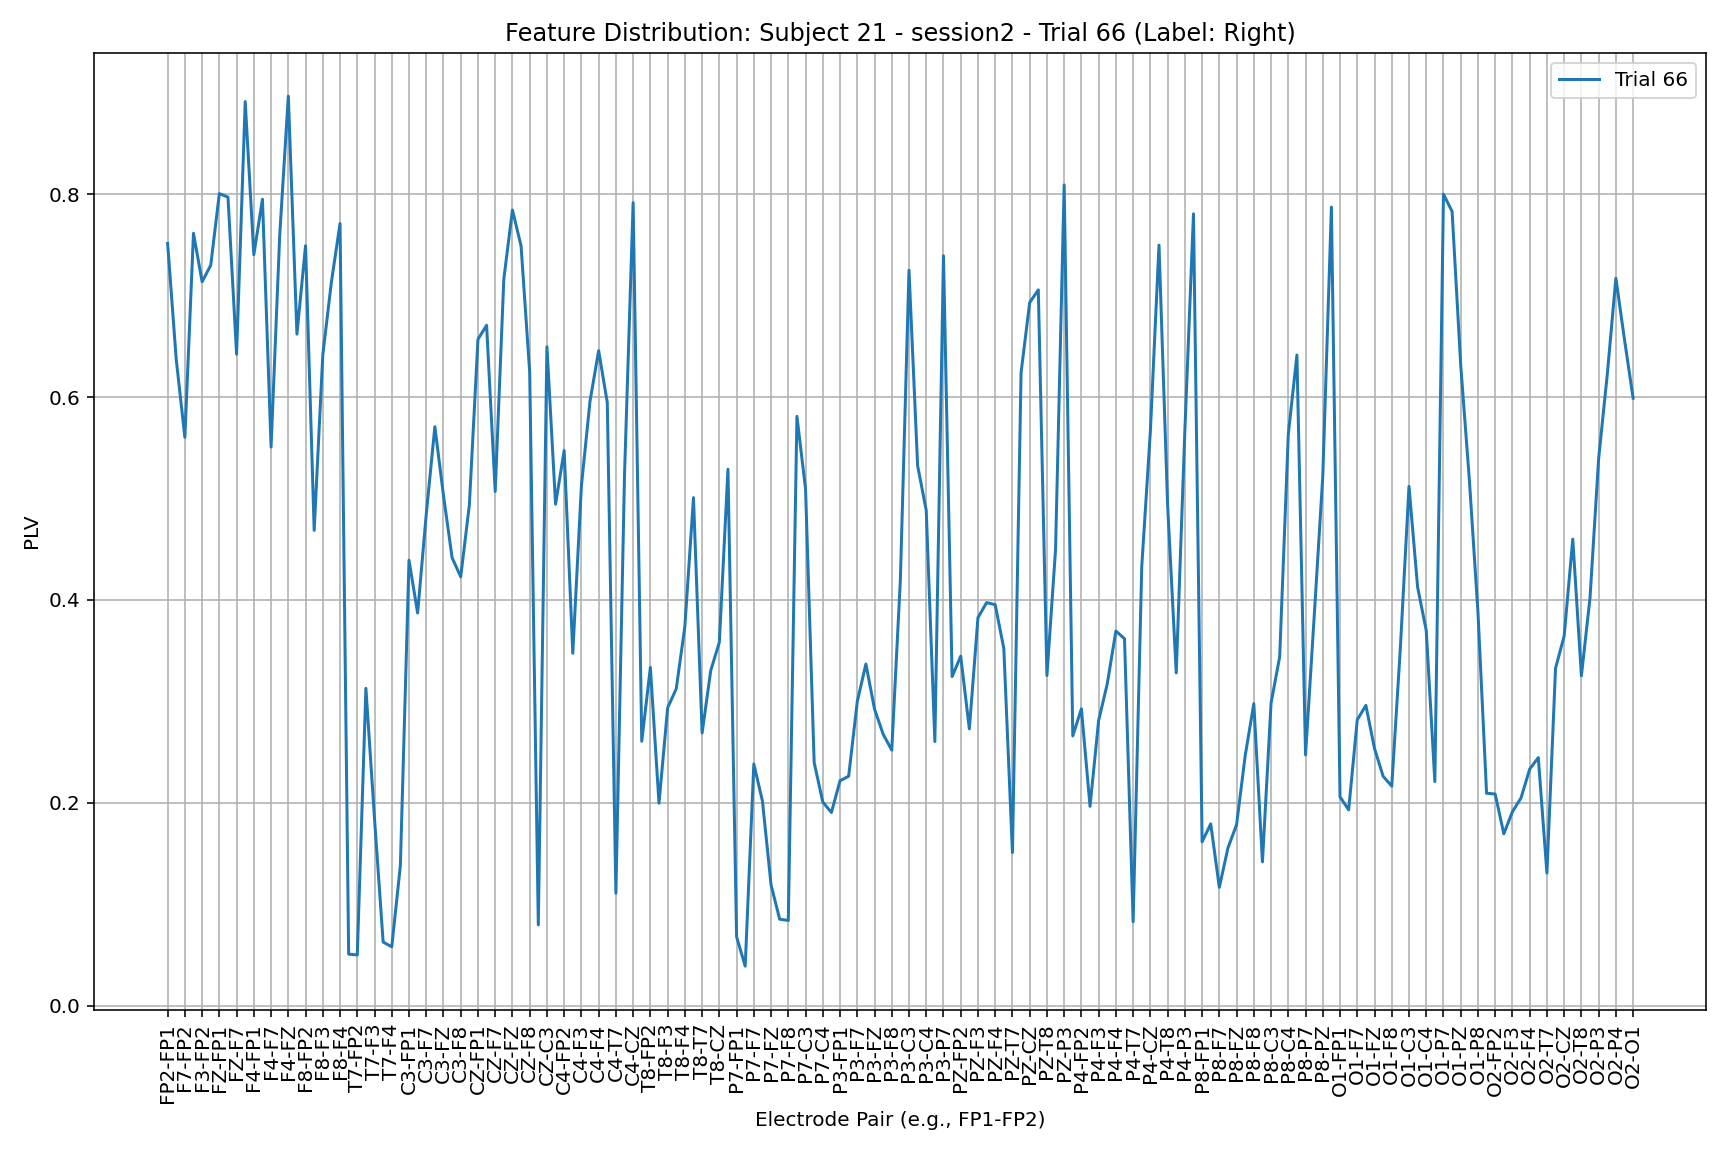 Feature Distribution: Subject 21 - session2 - Trial 66 (Label: Right)
Trial 66
PLV
0.8
0.6
0.4
0.2
0.0
FP2-FP1
F7-FP2
F3-FP2
FZ-FP1
FZ-F7
F4-FP1
F4-F7
F4-FZ
F8-FP2
F8-F3
F8-F4
T7-FP2
T7-F3
T7-F4
C3-FP1
C3-F7
C3-FZ
C3-F8
CZ-FP1
CZ-F7
CZ-FZ
CZ-F8
CZ-C3
C4-FP2
C4-F3
C4-F4
C4-T7
C4-CZ
T8-FP2
T8-F3
T8-F4
T8-T7
T8-CZ
P7-FP1
P7-F7
P7-FZ
P7-F8
P7-C3
P7-C4
P3-FP1
P3-F7
P3-FZ
P3-F8
P3-C3
P3-C4
P3-P7
PZ-FP2
PZ-F3
PZ-F4
PZ-T7
PZ-CZ
PZ-T8
PZ-P3
P4-FP2
P4-F3
P4-F4
P4-T7
P4-CZ
P4-T8
P4-P3
P8-FP1
P8-F7
P8-FZ
P8-F8
P8-C3
P8-C4
P8-P7
P8-PZ
O1-FP1
O1-F7
O1-FZ
O1-F8
O1-C3
O1-C4
O1-P7
O1-PZ
O1-P8
O2-FP2
O2-F3
O2-F4
O2-T7
O2-CZ
O2-T8
O2-P3
O2-P4
O2-O1
Electrode Pair (e.g., FP1-FP2)